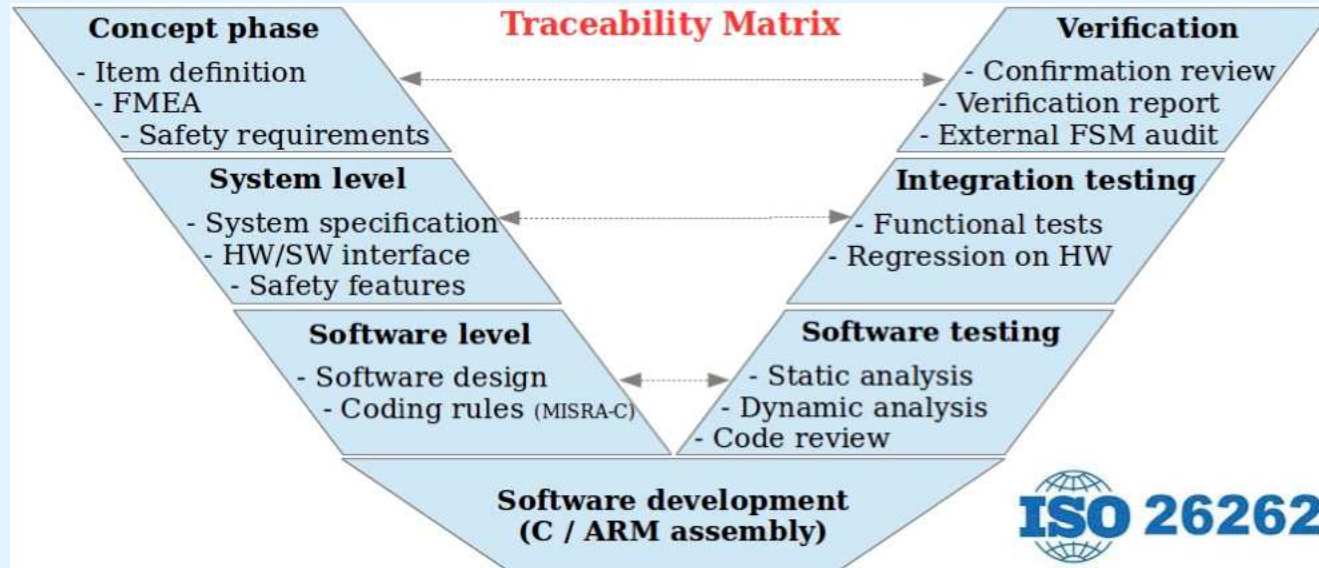 Traceability Matrix
Concept phase
- Item definition
- FMEA
- Safety requirements
Verification
- Confirmation review
- Verification report
- External FSM audit
System level
- System specification
- HW/SW interface
- Safety features
Integration testing
- Functional tests
- Regression on HW
Software level
- Software design
- Coding rules (MISRA-C)
Software testing
- Static analysis
- Dynamic analysis
- Code review
Software development
(C / ARM assembly)
ISO 26262